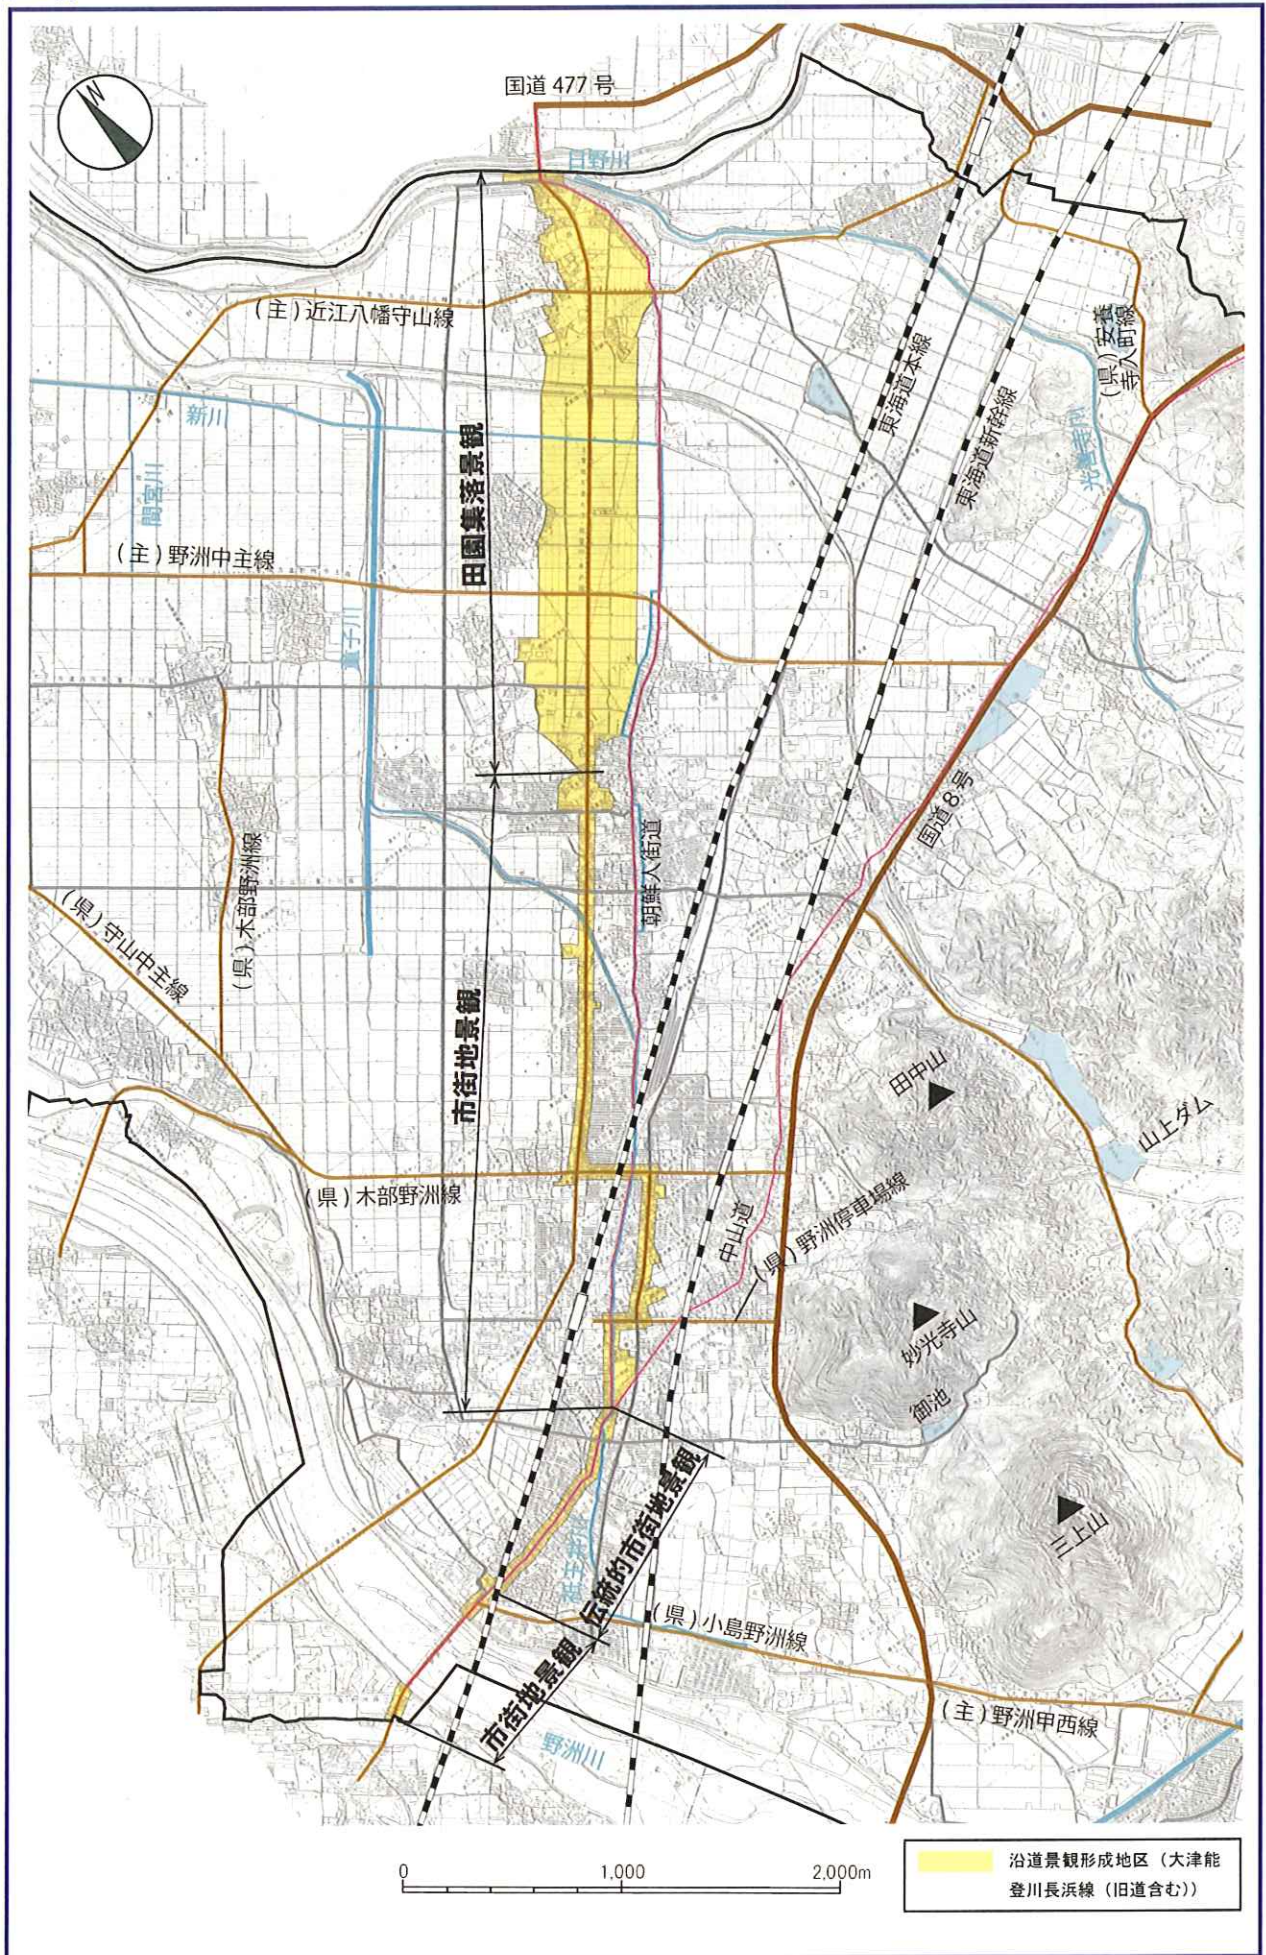 N
国道 477 号
日野川
(主)近江八幡守山線
(県)安養
寺入町線
東海道本線
東海道新幹線
新川
間宮川
光善寺川
田園集落景観
(主)野洲中主線
童子川
国道8号
朝鮮人街道
(県)木部野洲線
(県)守山中主線
市街地景観
田中山
山上ダム
(県)木部野洲線
中山道
(県)野洲停車場線
妙光寺山
御池
三上山
伝統的市街地景観
(県)小島野洲線
市街地景観
野洲川
(主)野洲甲西線
0 1,000 2,000m
沿道景観形成地区(大津能
登川長浜線(旧道含む))